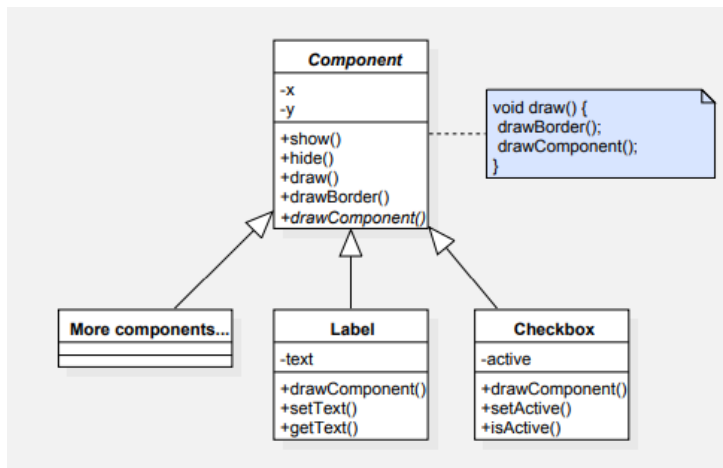 Component
-x
-y
+show()
+hide()
+draw()
+drawBorder()
+drawComponent()
void draw() {
drawBorder();
drawComponent();
}
More components...
Label
-text
+drawComponent()
+setText()
+getText()
Checkbox
-active
+drawComponent()
+setActive()
+isActive()